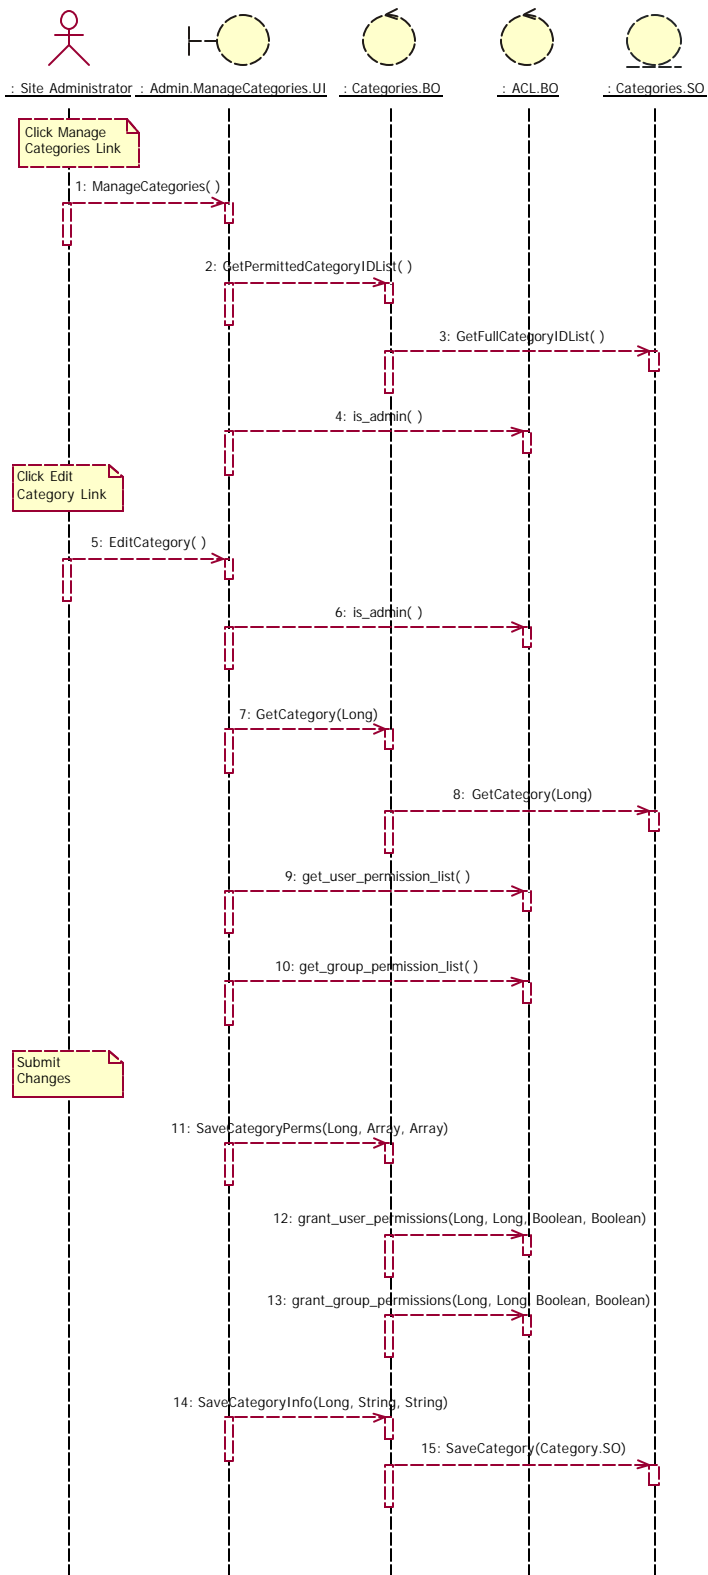 : Site Administrator
: Admin.ManageCategories.UI
: Categories.BO
: ACL.BO
: Categories.SO
Click Manage
Categories Link
1: ManageCategories( )
2: GetPermittedCategoryIDList( )
3: GetFullCategoryIDList( )
4: is_admin( )
Click Edit
Category Link
5: EditCategory( )
6: is_admin( )
7: GetCategory(Long)
8: GetCategory(Long)
9: get_user_permission_list( )
10: get_group_permission_list( )
Submit
Changes
11: SaveCategoryPerms(Long, Array, Array)
12: grant_user_permissions(Long, Long, Boolean, Boolean)
13: grant_group_permissions(Long, Long, Boolean, Boolean)
14: SaveCategoryInfo(Long, String, String)
15: SaveCategory(Category.SO)